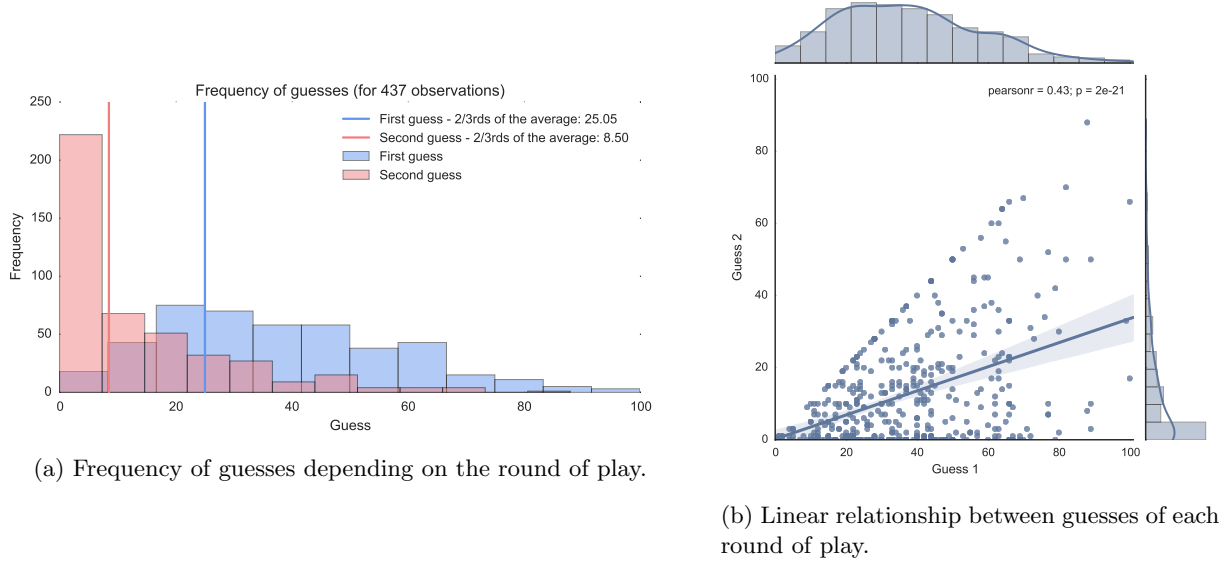 Frequency of guesses (for 437 observations)
First guess - 2/3rds of the average: 25.05
Second guess - 2/3rds of the average: 8.50
First guess
Second guess
Frequency
250
200
150
100
50
0
0 20 40 60 80 100
Guess
(a) Frequency of guesses depending on the round of play.
pearsonr = 0.43; p = 2e-21
Guess 2
100
80
60
40
20
0
0 20 40 60 80 100
Guess 1
(b) Linear relationship between guesses of each
round of play.